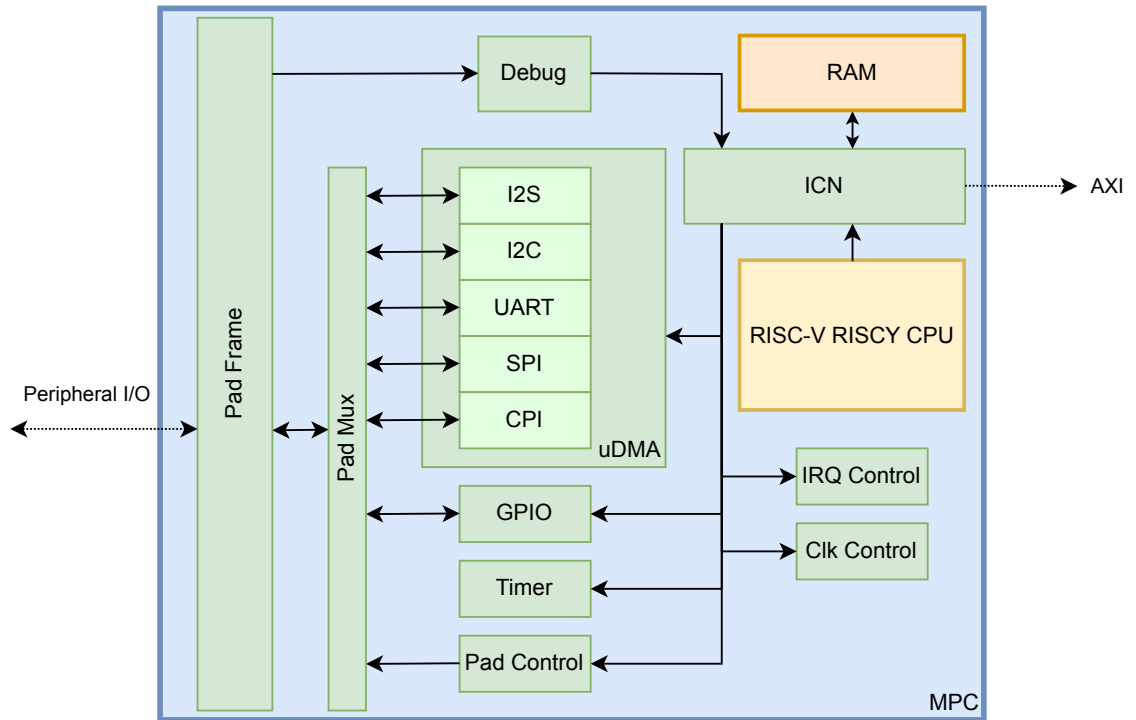 Debug
RAM
I2S
ICN
AXI
I2C
UART
RISC-V RISCY CPU
SPI
Pad Frame
Peripheral I/O
Pad Mux
CPI
uDMA
IRQ Control
GPIO
Clk Control
Timer
Pad Control
MPC